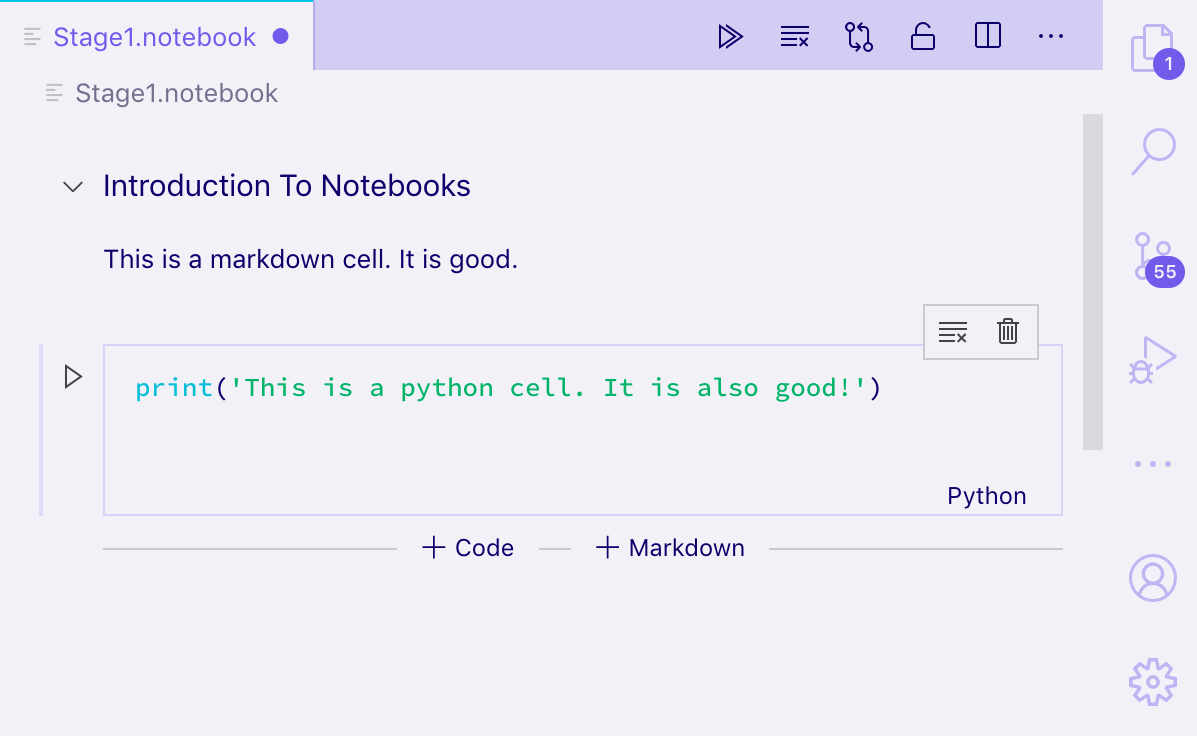 Stage1.notebook
1
Stage1.notebook
Introduction To Notebooks
This is a markdown cell. It is good.
55
print('This is a python cell. It is also good!')
Python
Code
Markdown